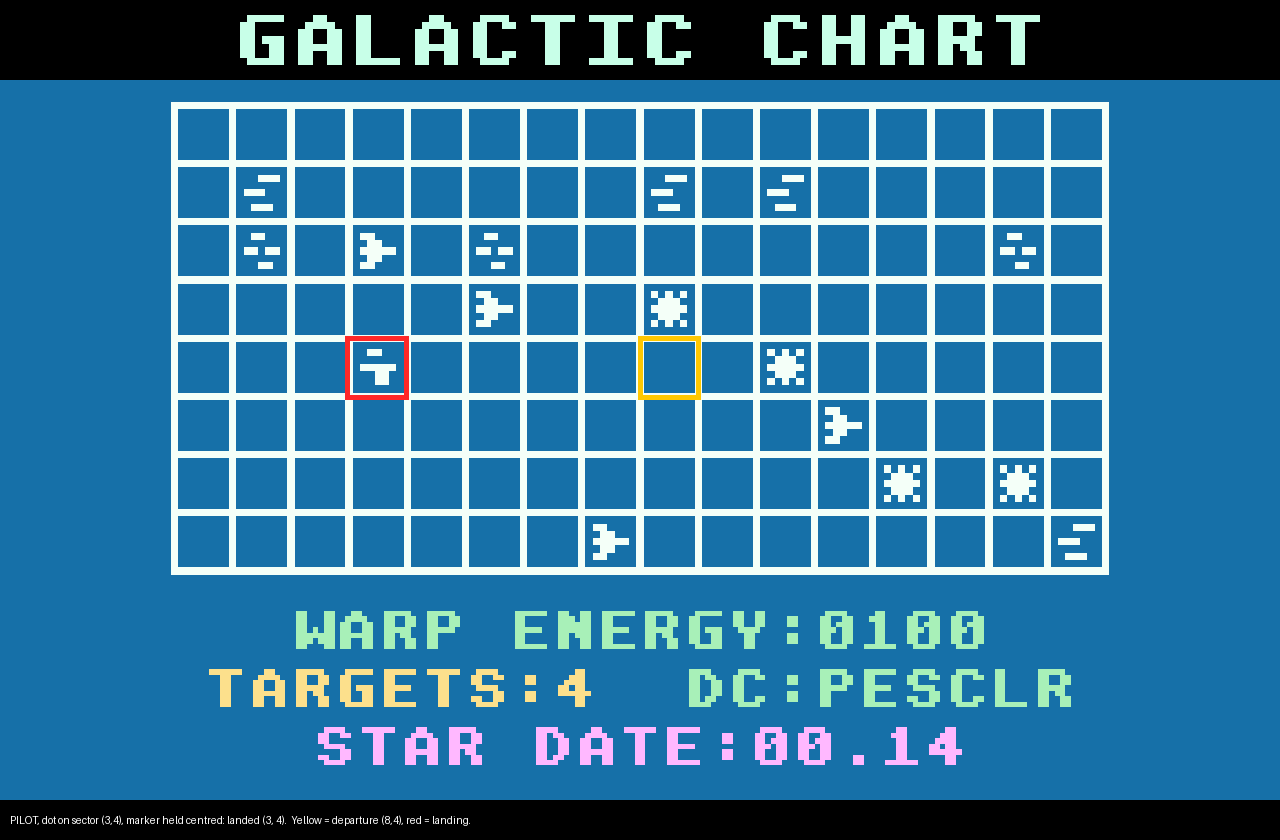 GALACTIC CHART
WARP ENERGY:0100
TARGETS:4 DC:PESCLR
STAR DATE:00.14
PILOT, dot on sector (3,4), marker held centred: landed (3, 4). Yellow = departure (8,4), red = landing.